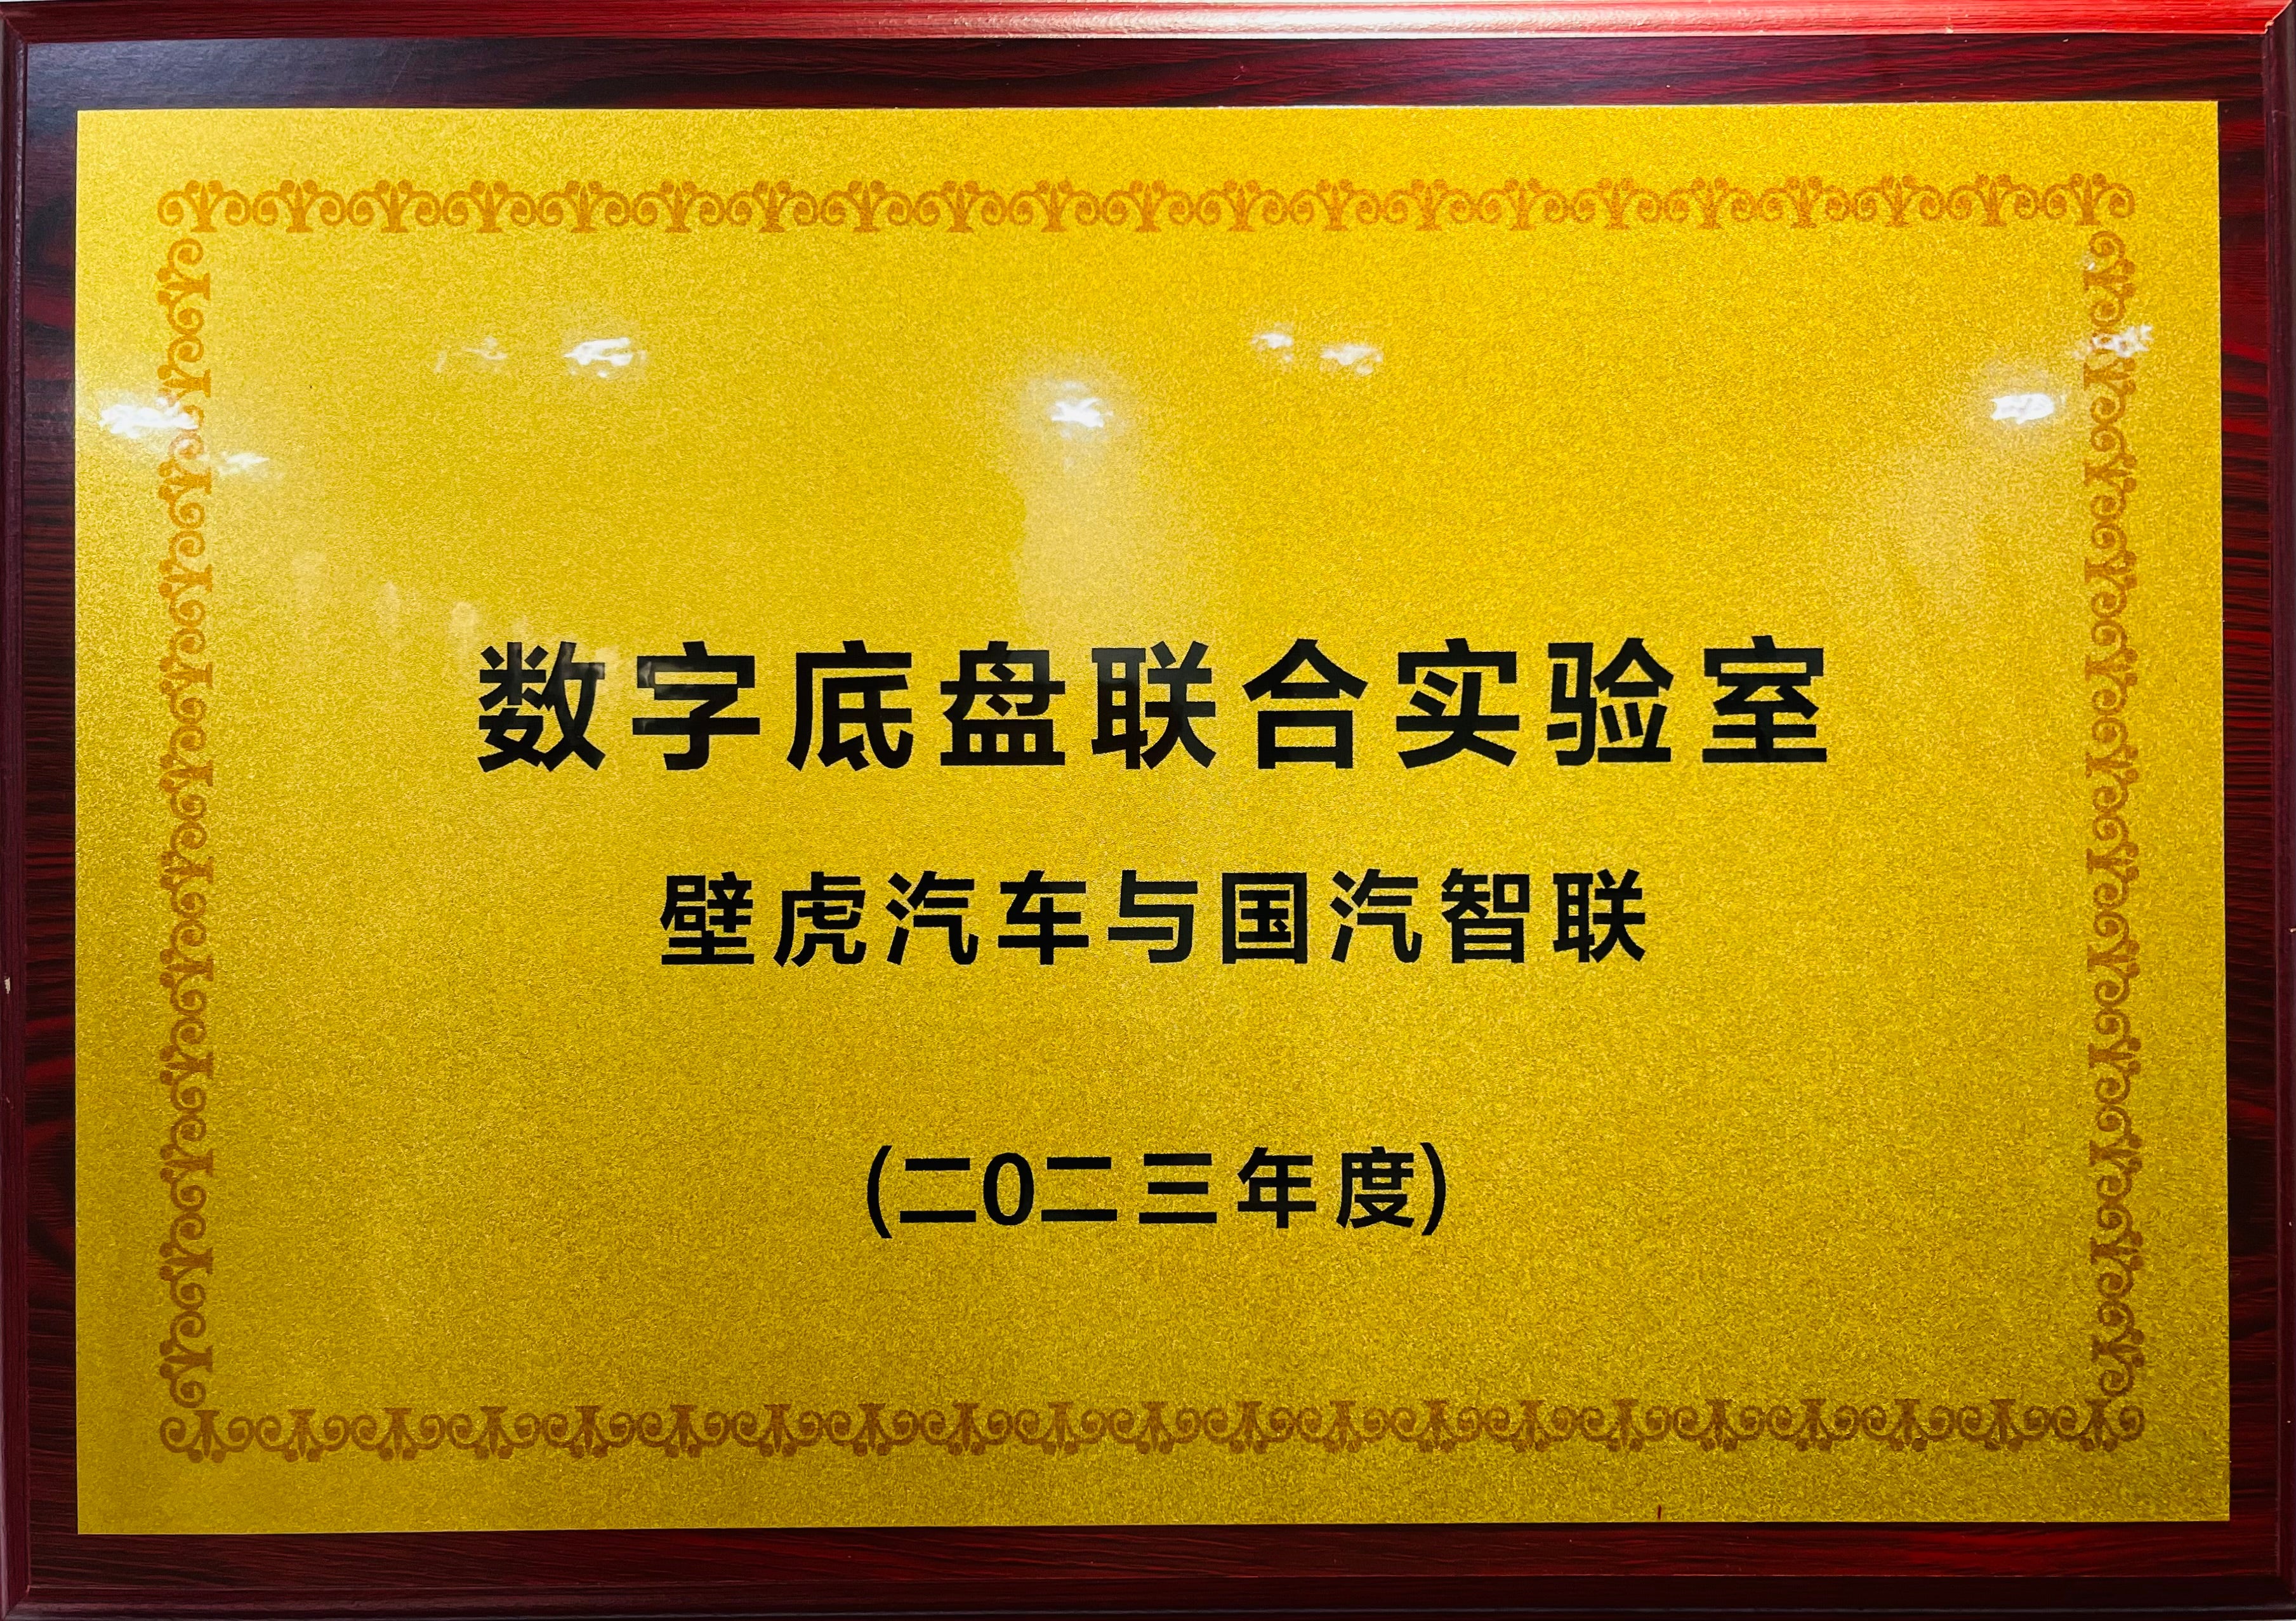 数字底盘联合实验室
壁虎汽车与国汽智联
(二0二三年度)